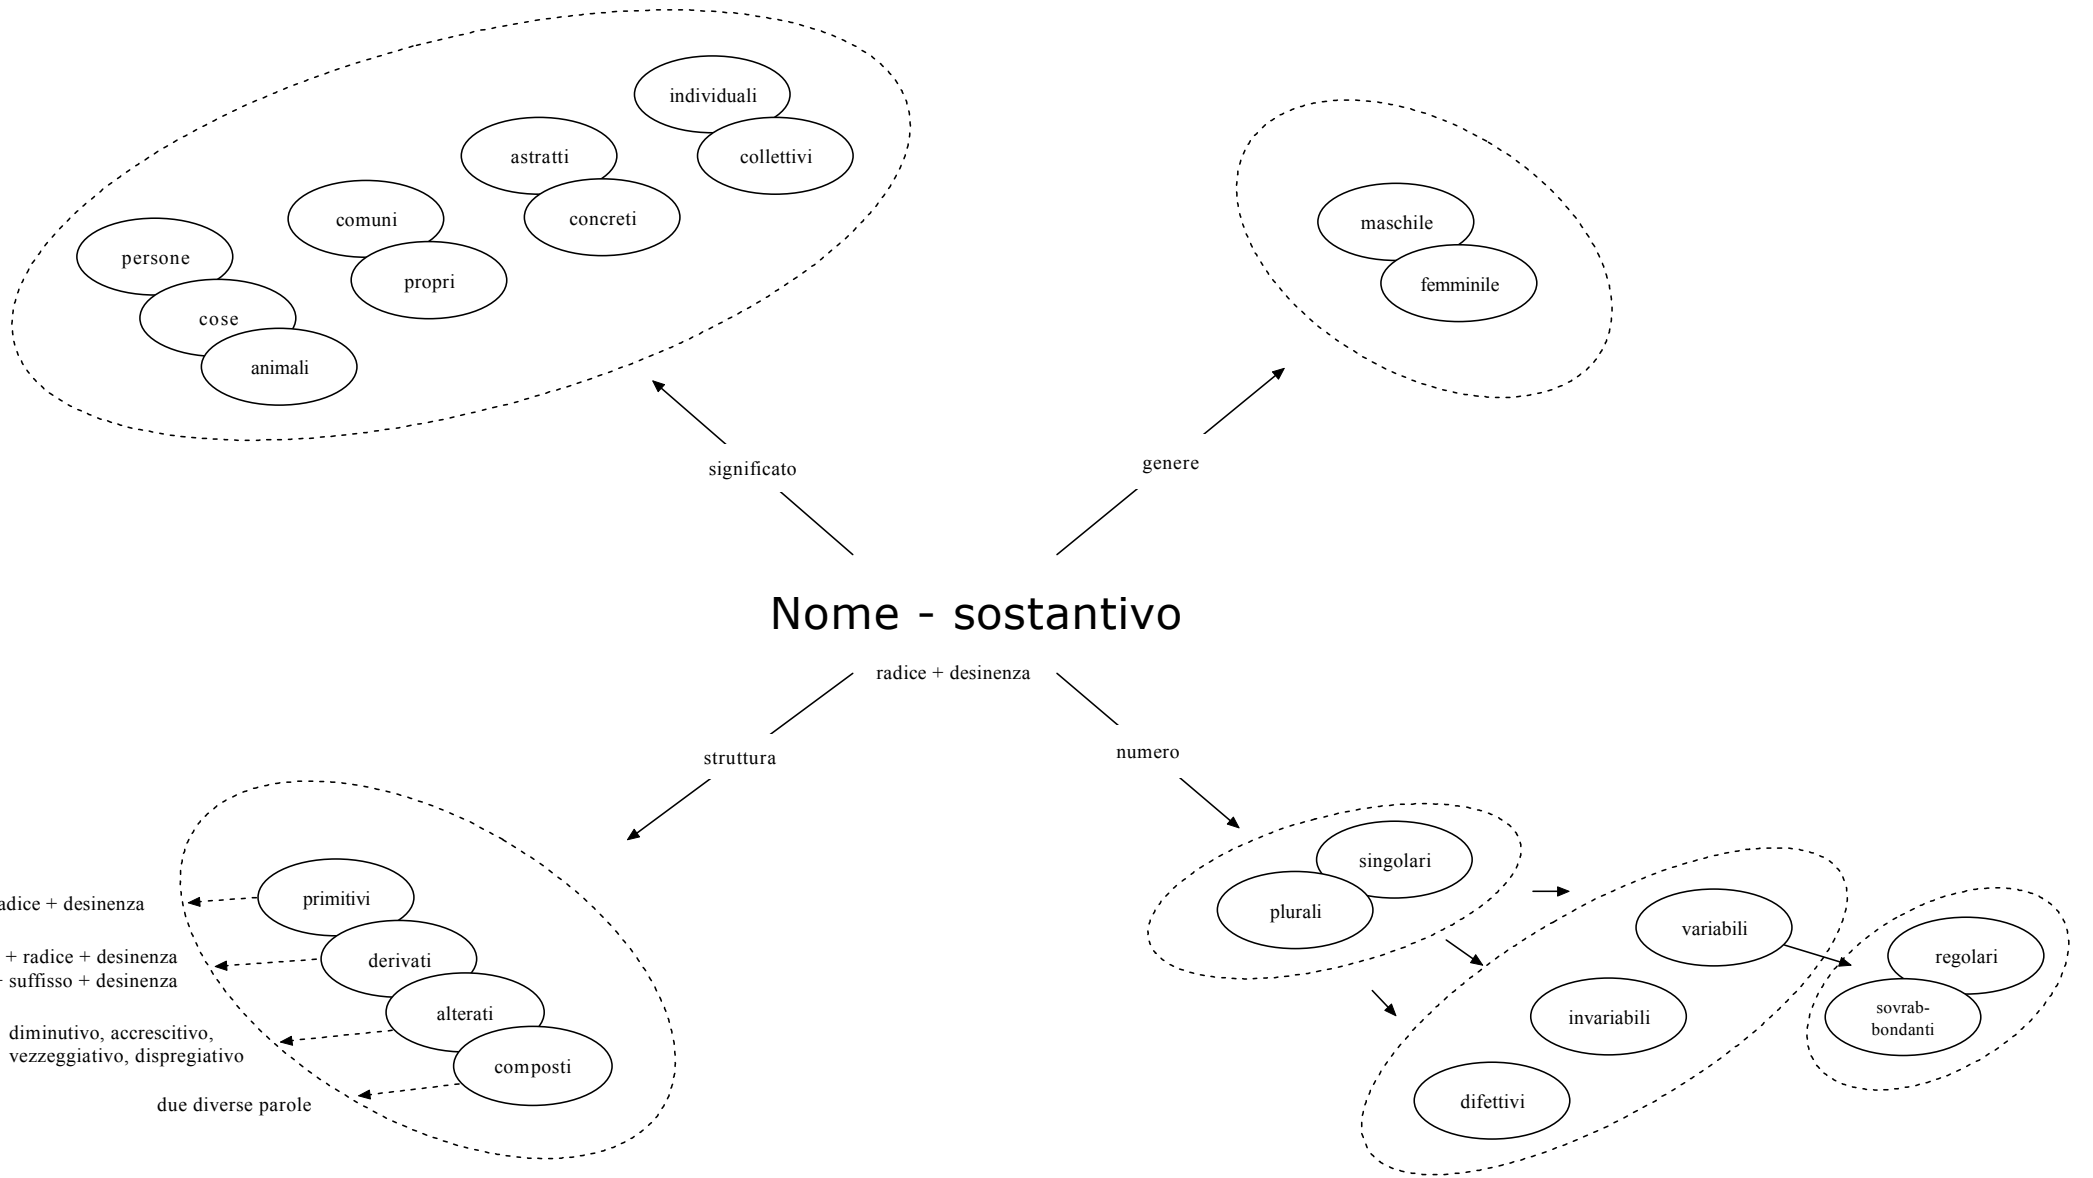 individuali
collettivi
astratti
concreti
comuni
propri
persone
cose
animali
maschile
femminile
significato
genere
Nome - sostantivo
radice + desinenza
struttura
numero
primitivi
derivati
alterati
composti
+ desinenza
+ radice + desinenza
suffisso + desinenza
diminutivo, accrescitivo,
vezzeggiativo, dispregiativo
due diverse parole
singolari
plurali
variabili
invariabili
difettivi
regolari
sovrab-
bondanti